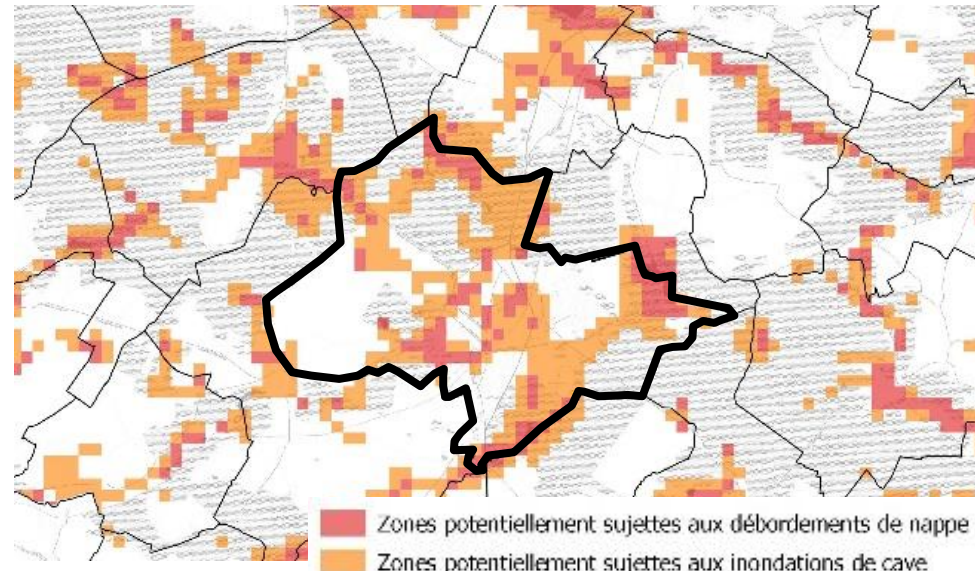 Zones potentiellement sujettes aux débordements de nappe
Zones potentiellement sujettes aux inondations de cave